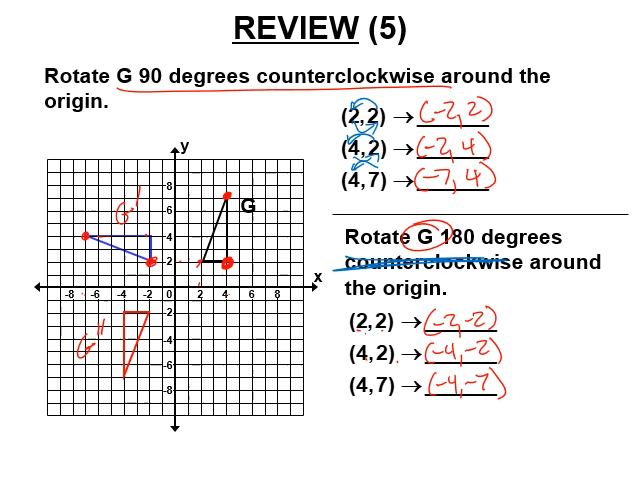 REVIEW (5)
Rotate G 90 degrees counterclockwise around the
origin.
(2,2) → (-2, 2)
(4,2) → (-2, 4)
(4,7) → (-7, 4)
y
G'
G
x
8
6
4
2
-8 -6 -4 -2 0 2 4 6 8
-2
-4
-6
-8
G"
Rotate G 180 degrees
counterclockwise around
the origin.
(2,2) → (-2, -2)
(4,2) → (-4, -2)
(4,7) → (-4, -7)